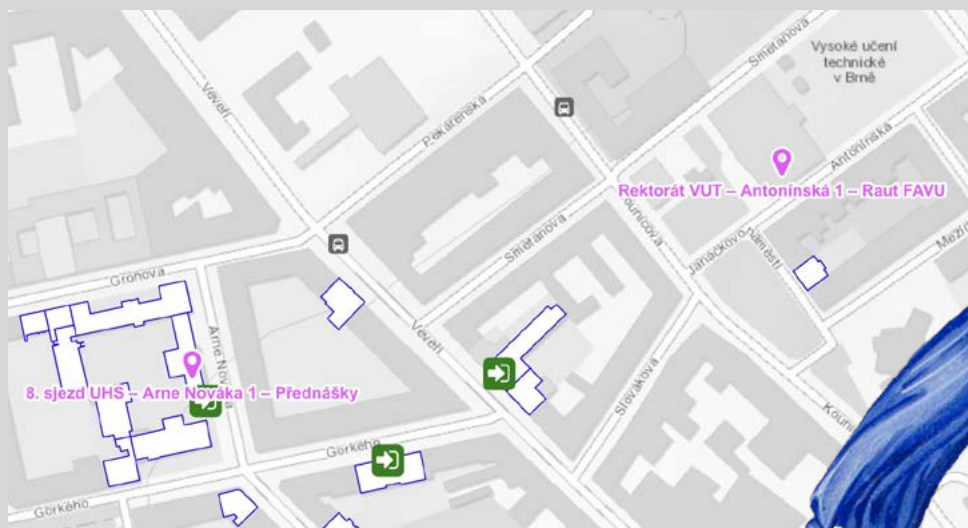 Vysoké učení
technické
v Brně
Smetanova
Veveří
Pekařská
Antonínská
Rektorát VUT – Antonínská 1 – Raut FAVU
Kounicova
Smetanova
Janáčkovo
náměstí
Grohova
Veveří
Arne Nováka
8. sjezd UHS – Arne Nováka 1 – Přednášky
Slovákova
Gorkého
Gorkého